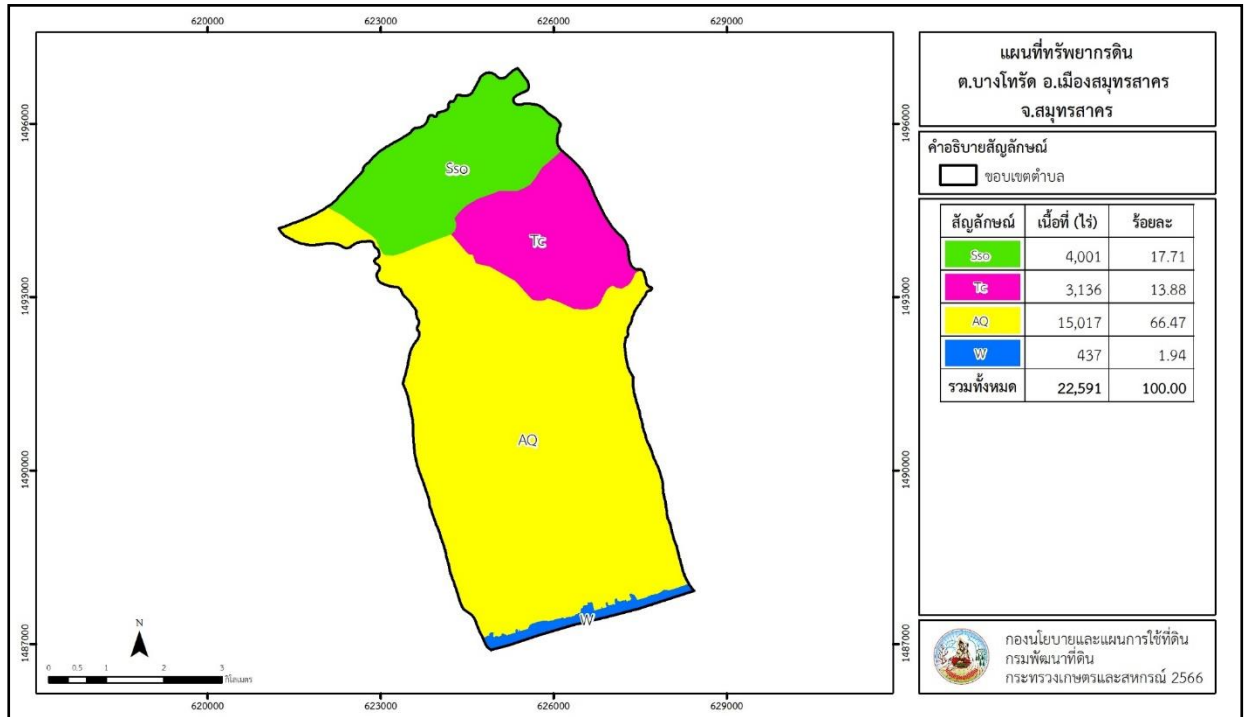 620000 623000 626000 629000
1496000 1496000
1493000 1493000
1490000 1490000
1487000 1487000
Sso
Tc
AQ
W
N
0 0.5 1 2 3
กิโลเมตร
620000 623000 626000 629000
แผนที่ทรัพยากรดิน
ต.บางโทรัด อ.เมืองสมุทรสาคร
จ.สมุทรสาคร
คำอธิบายสัญลักษณ์
ขอบเขตตำบล
สัญลักษณ์ เนื้อที่ (ไร่) ร้อยละ
Sso 4,001 17.71
Tc 3,136 13.88
AQ 15,017 66.47
W 437 1.94
รวมทั้งหมด 22,591 100.00
กองนโยบายและแผนการใช้ที่ดิน
กรมพัฒนาที่ดิน
กระทรวงเกษตรและสหกรณ์ 2566